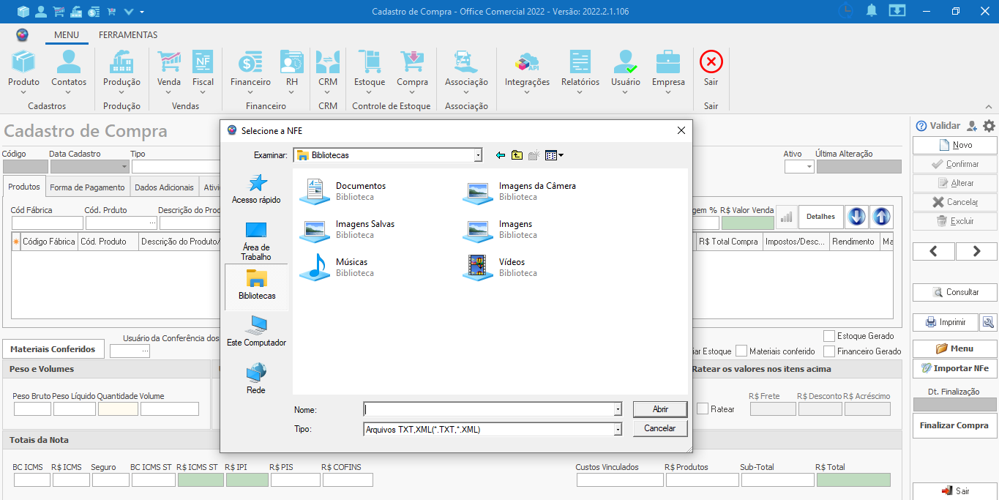 Cadastro de Compra - Office Comercial 2022 - Versão: 2022.2.1.106
MENU FERRAMENTAS
Produto Contatos Produção Venda Fiscal Financeiro RH CRM Estoque Compra Associação Integrações Relatórios Usuário Empresa Sair
Cadastros Produção Vendas Financeiro CRM Controle de Estoque Associação Sair
Cadastro de Compra
Código Data Cadastro Tipo Ativo Última Alteração
Produtos Forma de Pagamento Dados Adicionais
Cód Fábrica Cód. Prduto Descrição do R$ Valor Venda Detalhes
Código Fábrica Cód. Produto Descrição do Produto/ R$ Total Compra Impostos/Desc... Rendimento
Selecione a NFE
Examinar: Bibliotecas
Acesso rápido
Área de
Trabalho
Bibliotecas
Este Computador
Rede
Documentos
Biblioteca
Imagens da Câmera
Biblioteca
Imagens Salvas
Biblioteca
Imagens
Biblioteca
Músicas
Biblioteca
Vídeos
Biblioteca
Nome: Abrir
Tipo: Arquivos TXT,XML(*.TXT,*.XML) Cancelar
Validar
Novo
Confirmar
Alterar
Cancelar
Excluir
Consultar
Imprimir
Menu
Importar NFe
Dt. Finalização
Finalizar Compra
Sair
Usuário da Conferência dos
Materiais Conferidos
Estoque Gerado
Estoque Materiais conferido Financeiro Gerado
Peso e Volumes Ratear os valores nos itens acima
Peso Bruto Peso Líquido Quantidade Volume
Ratear R$ Frete R$ Desconto R$ Acréscimo
Totais da Nota
BC ICMS R$ ICMS Seguro BC ICMS ST R$ ICMS ST R$ IPI R$ PIS R$ COFINS Custos Vinculados R$ Produtos Sub-Total R$ Total